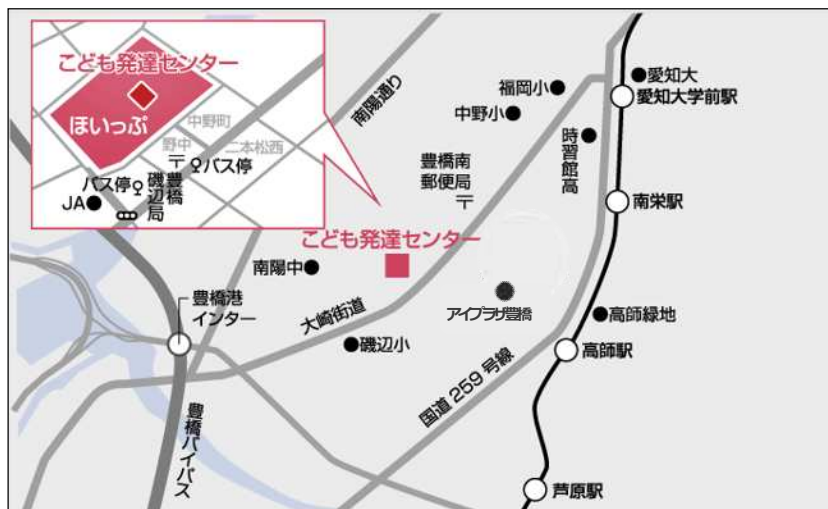 こども発達センター
ほいっぷ
中野町
野中
二本松西
バス停
バス停
豊橋
磯辺局
JA
南陽通り
福岡小
中野小
愛知大
愛知大学前駅
時習館高
豊橋南
郵便局
南栄駅
こども発達センター
南陽中
アイプラザ豊橋
豊橋港
インター
大崎街道
磯辺小
高師緑地
高師駅
国道259号線
豊橋バイパス
芦原駅